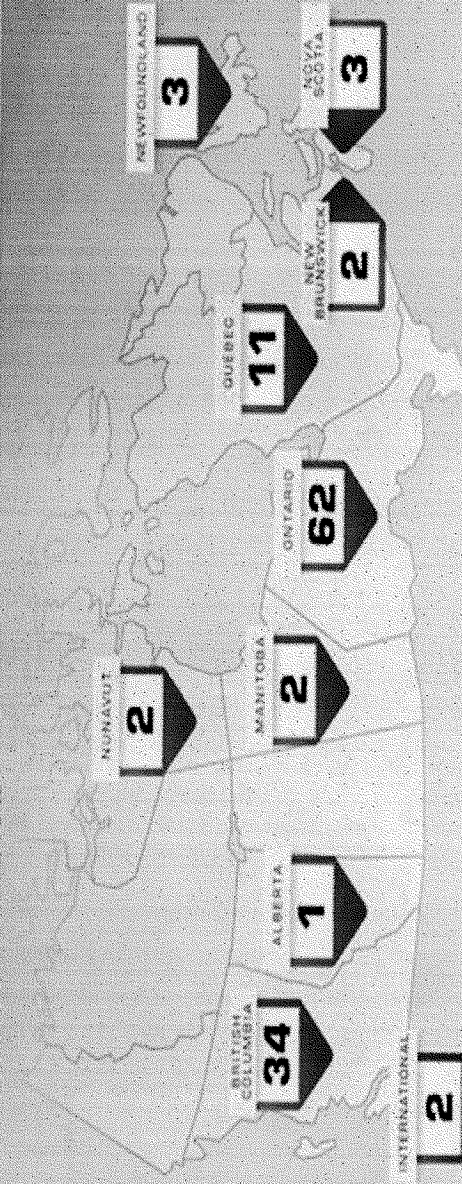 NEWFOUNDLAND
3
NUNAVUT
2
NOVA
SCOTIA
3
QUÉBEC
11
NEW
BRUNSWICK
2
BRITISH
COLUMBIA
34
ALBERTA
1
MANITOBA
2
ONTARIO
62
INTERNATIONAL
2